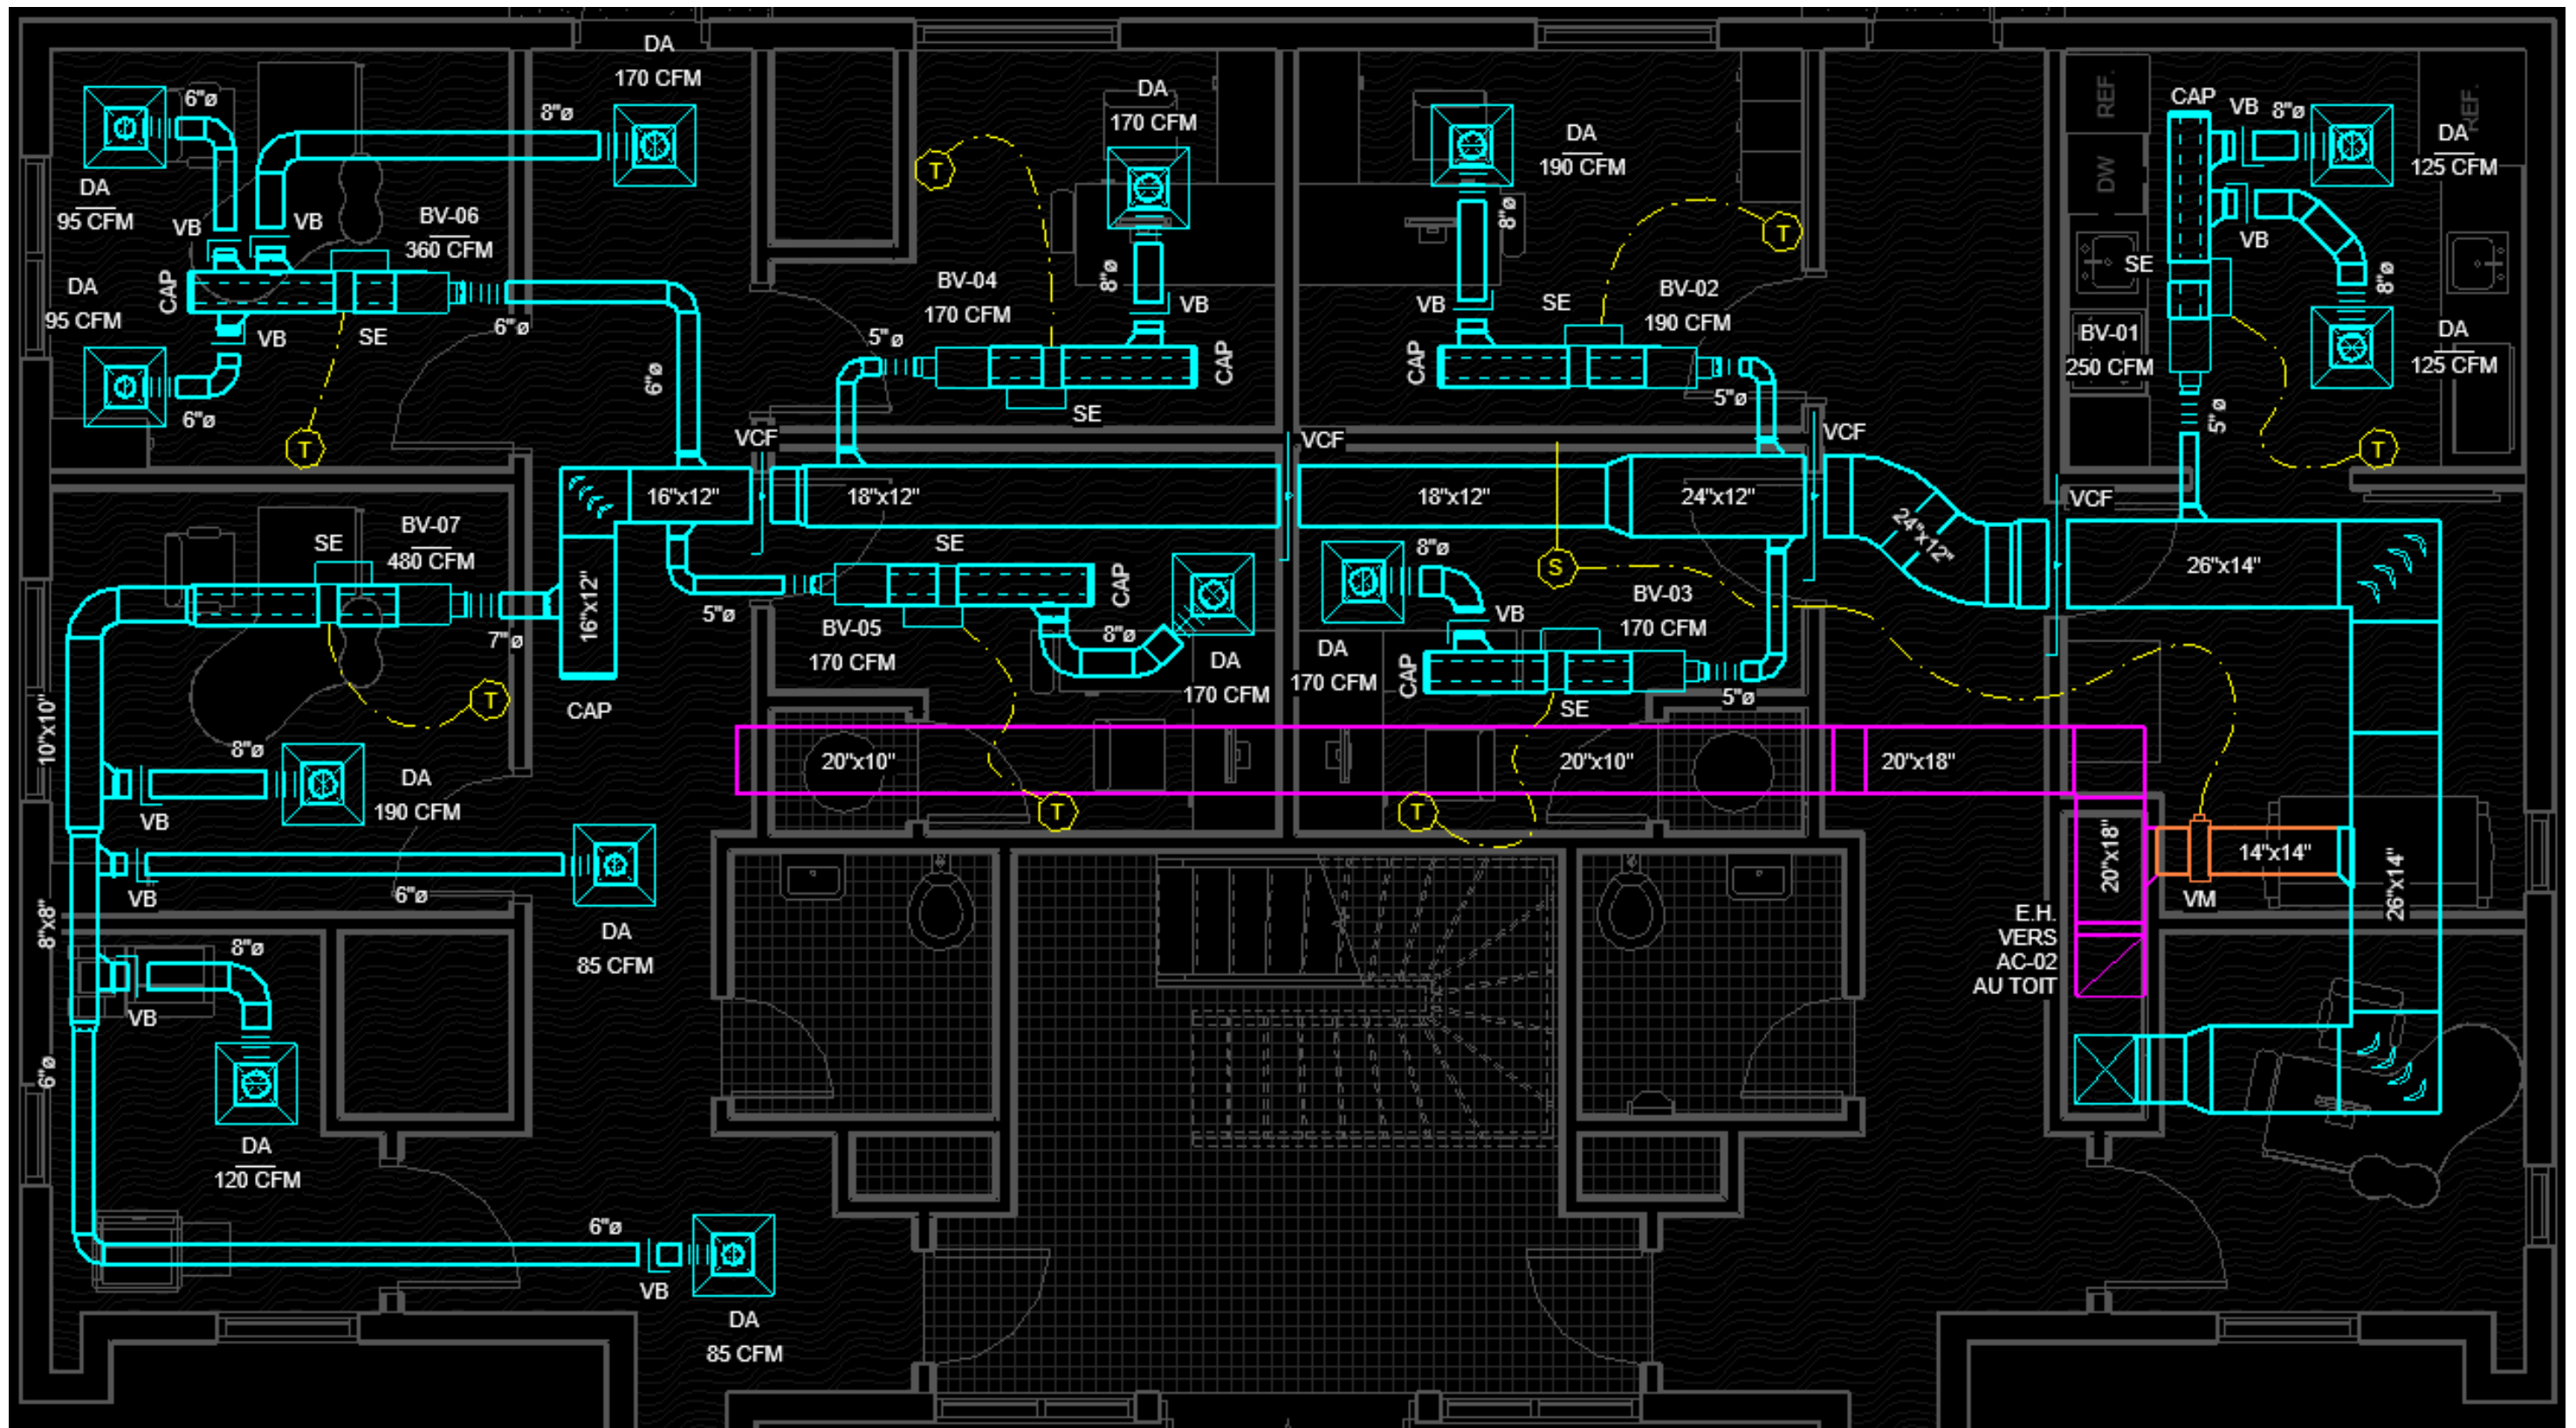 DA
170 CFM
6"ø
8"ø
DA
95 CFM
VB
VB
BV-06
360 CFM
CAP
DA
95 CFM
VB
SE
6"ø
6"ø
6"ø
T
DA
170 CFM
T
BV-04
170 CFM
8"ø
VB
5"ø
CAP
SE
DA
190 CFM
8"ø
T
VB
SE
BV-02
190 CFM
CAP
5"ø
REF.
REF.
DW
CAP
VB
8"ø
DA
125 CFM
VB
SE
8"ø
BV-01
250 CFM
DA
125 CFM
5"ø
T
VCF
VCF
VCF
VCF
16"x12"
18"x12"
18"x12"
24"x12"
24"x12"
26"x14"
BV-07
480 CFM
SE
7"ø
16"x12"
CAP
T
5"ø
SE
CAP
BV-05
170 CFM
8"ø
DA
170 CFM
8"ø
S
VB
BV-03
170 CFM
DA
170 CFM
CAP
SE
5"ø
10"x10"
8"ø
DA
190 CFM
VB
20"x10"
20"x10"
20"x18"
T
T
VB
6"ø
DA
85 CFM
20"x18"
14"x14"
VM
26"x14"
8"x8"
8"ø
VB
E.H.
VERS
AC-02
AU TOIT
6"ø
DA
120 CFM
6"ø
VB
DA
85 CFM